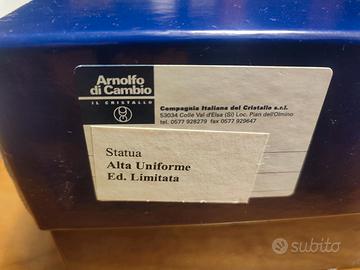 Arnolfo
di Cambio
IL CRISTALLO
Compagnia Italiana del Cristallo s.r.l.
53034 Colle Val d'Elsa (Si) Loc. Pian dell'Olmino
tel. 0577 928279 fax 0577 929647
Statua
Alta Uniforme
Ed. Limitata
subito